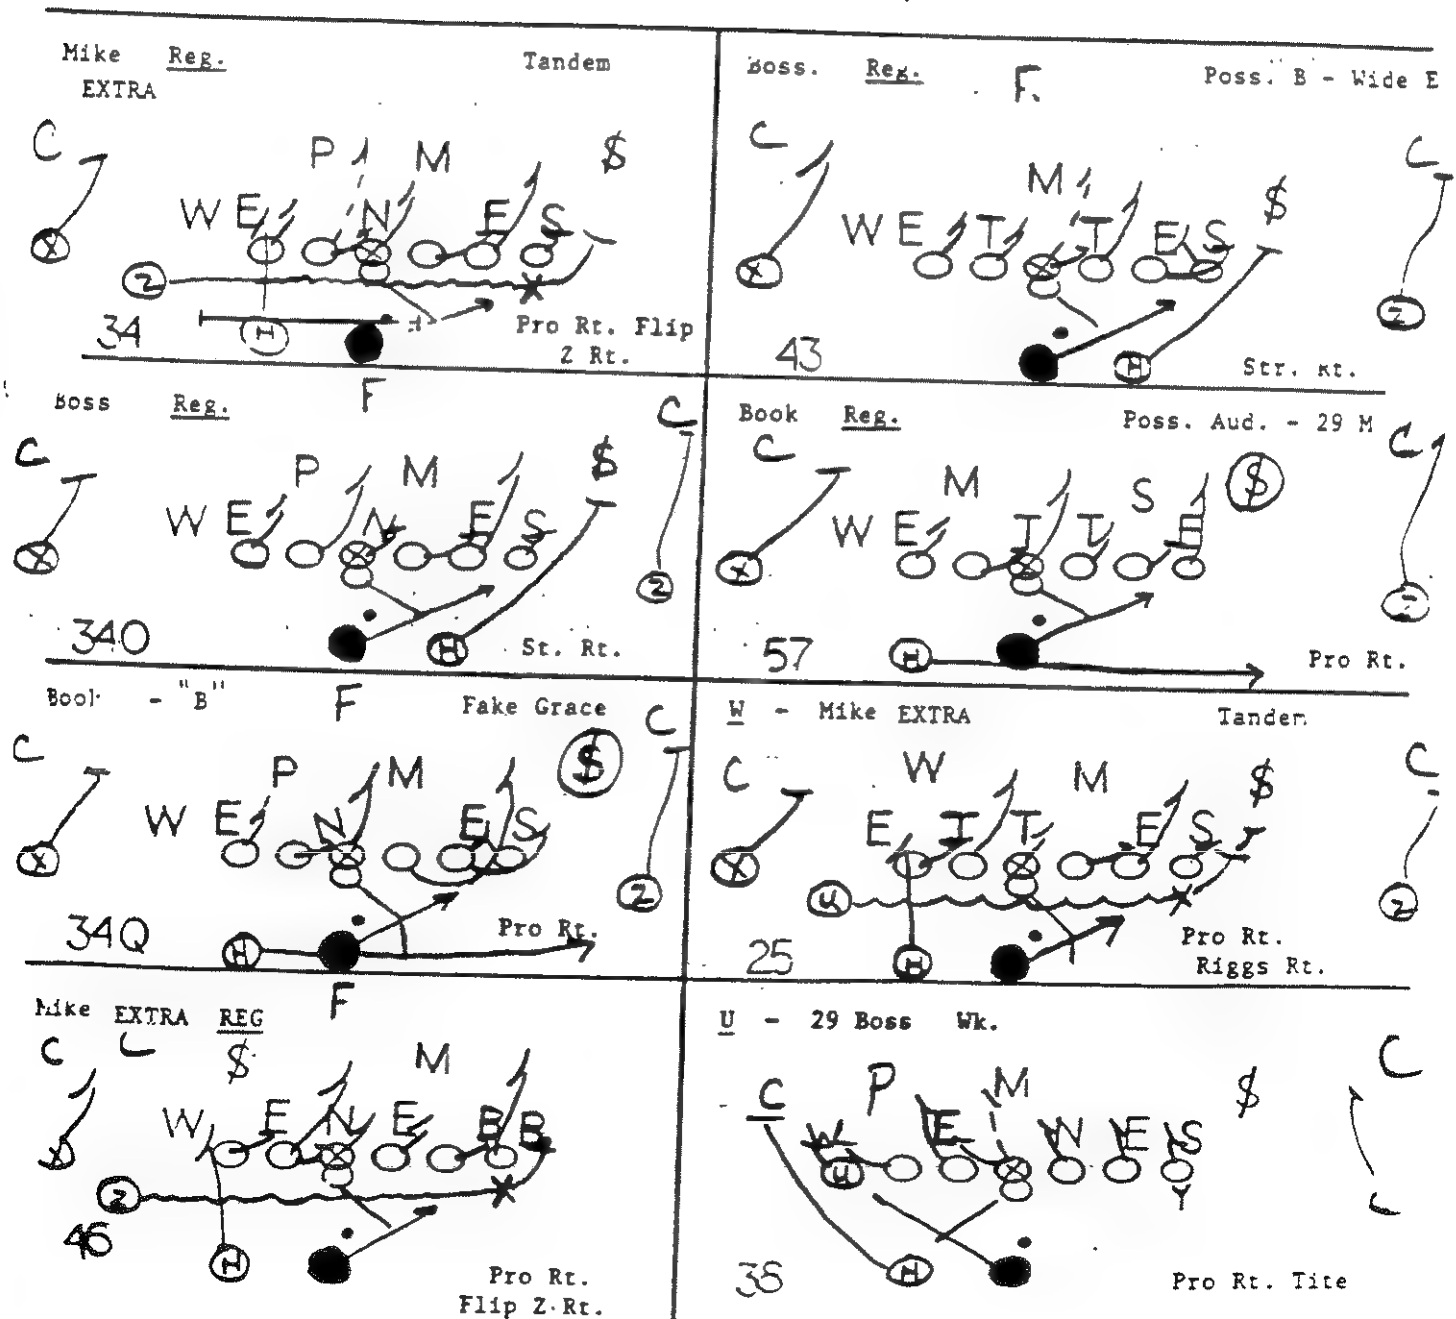 Mike Reg. Tandem
EXTRA
C P M $
W E N E S
X
Z
H
34 Pro Rt. Flip
Z Rt.
Boss. Reg. F. Poss. B - Wide E
C C
M $
W E T T E S
X
Z
H
43 Str. Rt.
Boss Reg. F C
C P M $
W E N E S
X
Z
H
34O St. Rt.
Book Reg. Poss. Aud. - 29 M
C C
M S $
W E T T E
X
Z
H
57 Pro Rt.
Book - "B" F Fake Grace C
C P M $
W E N E S
X
Z
H
34Q Pro Rt.
W - Mike EXTRA Tandem
C W M $ C
E T T E S
X
U Z
H
25 Pro Rt.
Riggs Rt.
Mike EXTRA REG F
C C $ M
W E N E B B
Z
H
46 Pro Rt.
Flip Z Rt.
U - 29 Boss Wk.
C P M $ C
W E N E S
U
Y
H
Pro Rt. Tite